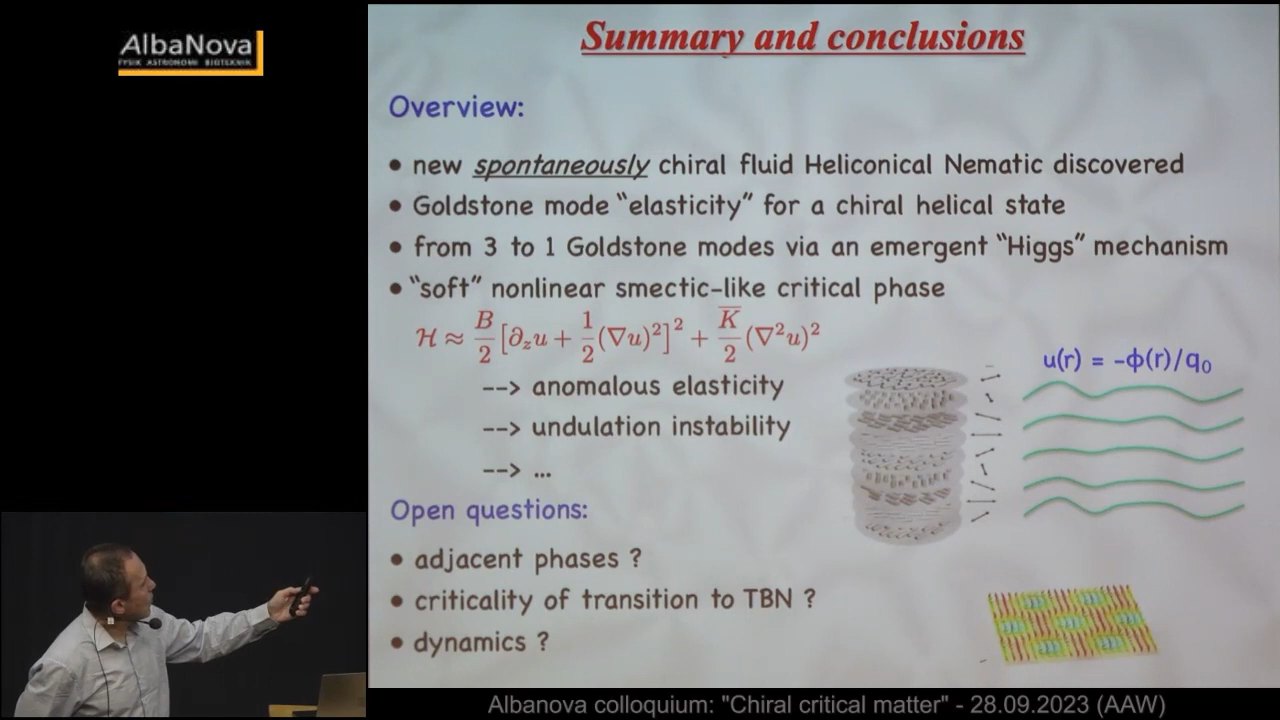 AlbaNova
FYSIK ASTRONOMI BIOTEKNIK
Summary and conclusions
Overview:
• new spontaneously chiral fluid Heliconical Nematic discovered
• Goldstone mode “elasticity” for a chiral helical state
• from 3 to 1 Goldstone modes via an emergent “Higgs” mechanism
• “soft” nonlinear smectic-like critical phase
ℋ ≈ B/2 [∂_z u + 1/2 (∇u)²]² + K̅/2 (∇²u)²
u(r) = -ϕ(r)/q₀
--> anomalous elasticity
--> undulation instability
--> ...
Open questions:
• adjacent phases ?
• criticality of transition to TBN ?
• dynamics ?
Albanova colloquium: "Chiral critical matter" - 28.09.2023 (AAW)